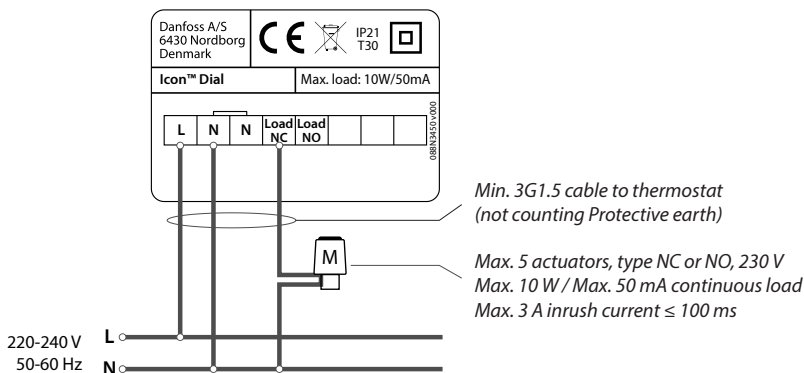 Danfoss A/S
6430 Nordborg
Denmark
CE
IP21
T30
Icon™ Dial
Max. load: 10W/50mA
L N N Load NC Load NO
088N3450 v000
Min. 3G1.5 cable to thermostat
(not counting Protective earth)
M
Max. 5 actuators, type NC or NO, 230 V
Max. 10 W / Max. 50 mA continuous load
Max. 3 A inrush current ≤ 100 ms
220-240 V L
50-60 Hz N